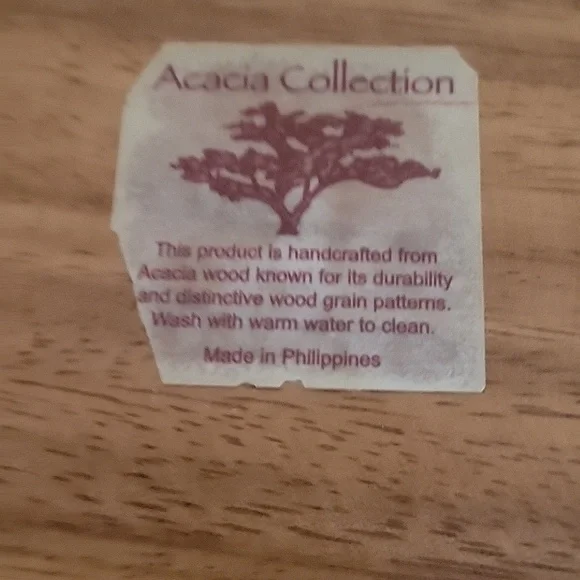 Acacia Collection
This product is handcrafted from
Acacia wood known for its durability
and distinctive wood grain patterns.
Wash with warm water to clean.
Made in Philippines